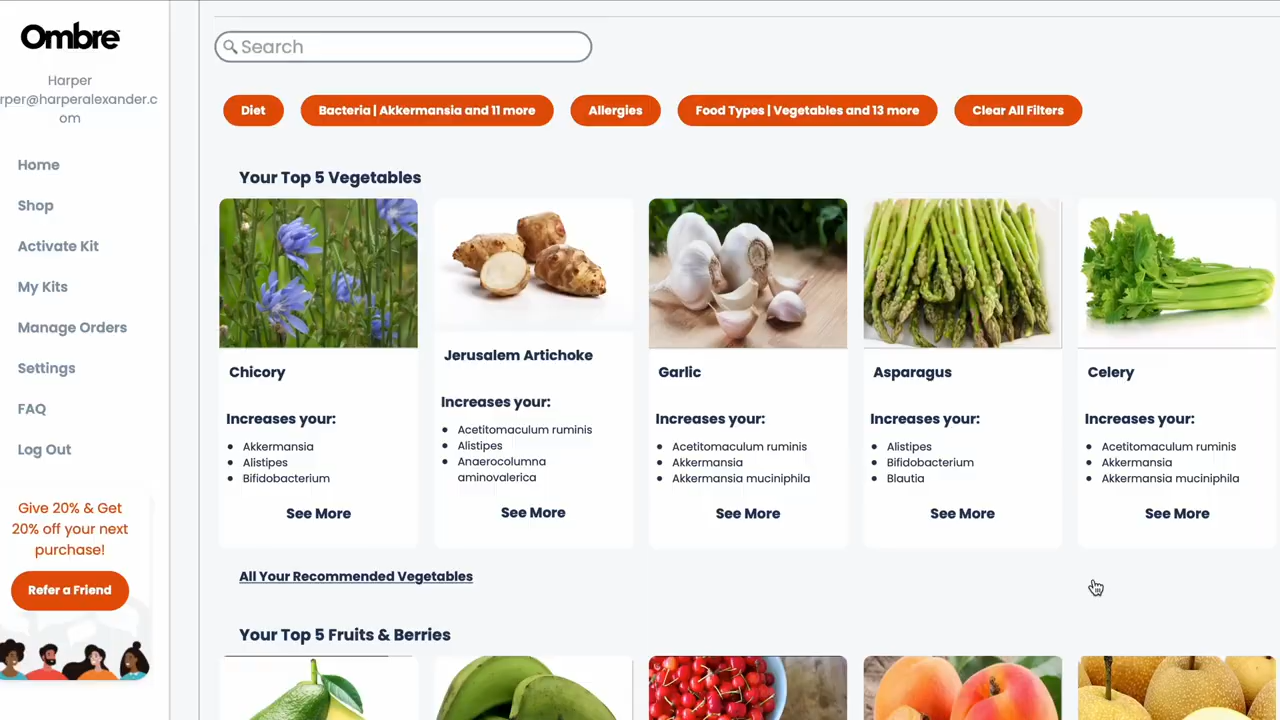 Ombre
Harper
rper@harperalexander.c
om
Home
Shop
Activate Kit
My Kits
Manage Orders
Settings
FAQ
Log Out
Give 20% & Get
20% off your next
purchase!
Refer a Friend
Search
Diet
Bacteria | Akkermansia and 11 more
Allergies
Food Types | Vegetables and 13 more
Clear All Filters
Your Top 5 Vegetables
Chicory
Increases your:
Akkermansia
Alistipes
Bifidobacterium
See More
Jerusalem Artichoke
Increases your:
Acetitomaculum ruminis
Alistipes
Anaerocolumna
aminovalerica
See More
Garlic
Increases your:
Acetitomaculum ruminis
Akkermansia
Akkermansia muciniphila
See More
Asparagus
Increases your:
Alistipes
Bifidobacterium
Blautia
See More
Celery
Increases your:
Acetitomaculum ruminis
Akkermansia
Akkermansia muciniphila
See More
All Your Recommended Vegetables
Your Top 5 Fruits & Berries